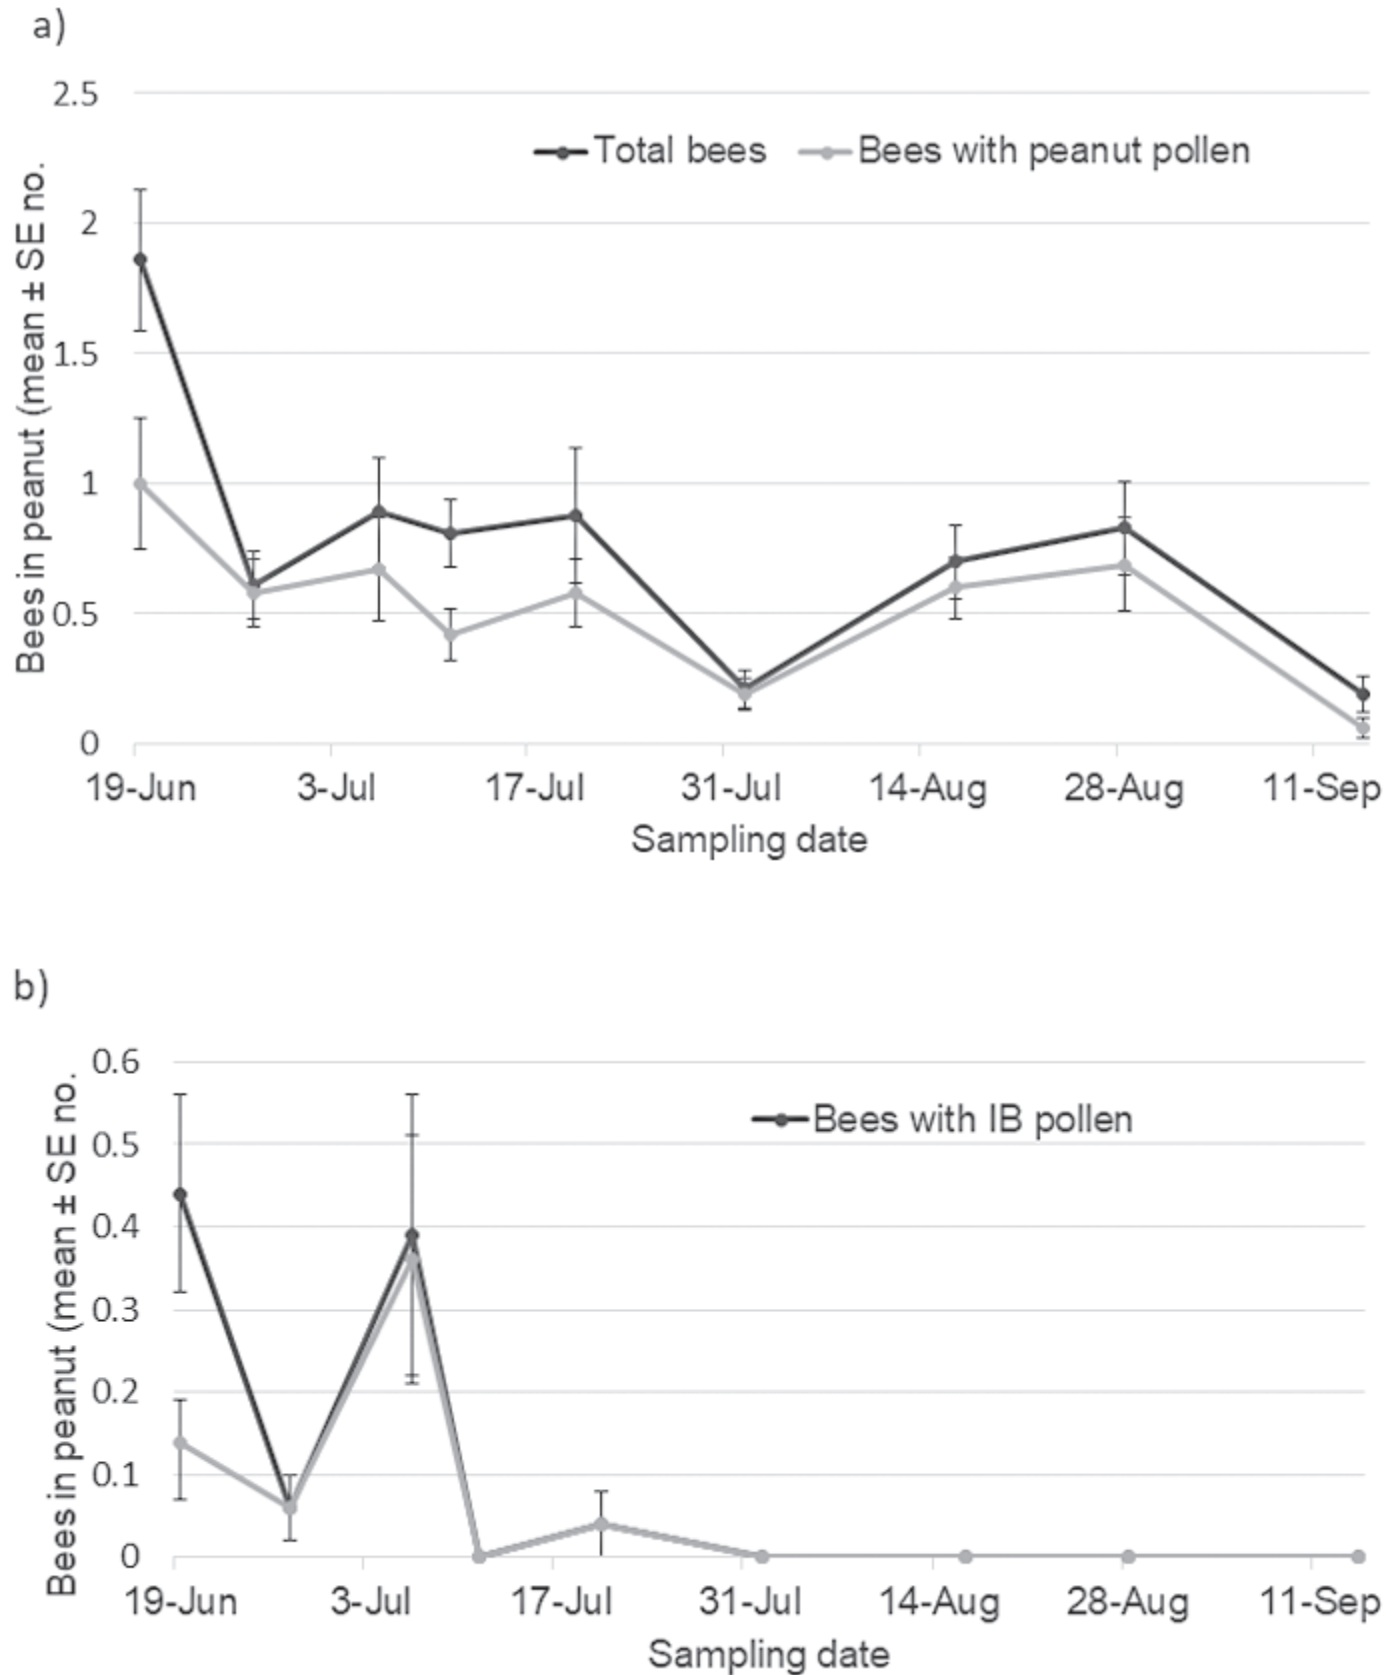 a)
2.5
Total bees Bees with peanut pollen
2
1.5
1
0.5
0
Bees in peanut (mean ± SE no.
19-Jun 3-Jul 17-Jul 31-Jul 14-Aug 28-Aug 11-Sep
Sampling date
b)
0.6
Bees with IB pollen
0.5
0.4
0.3
0.2
0.1
0
Bees in peanut (mean ± SE no.
19-Jun 3-Jul 17-Jul 31-Jul 14-Aug 28-Aug 11-Sep
Sampling date